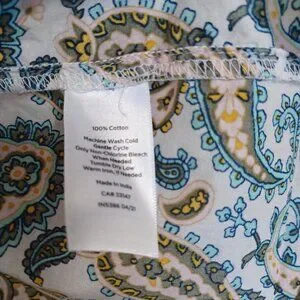 100% Cotton
Machine Wash Cold
Gentle Cycle
Only Non-Chlorine Bleach
When Needed
Tumble Dry Low
Warm Iron, if Needed
Made in India
CA#